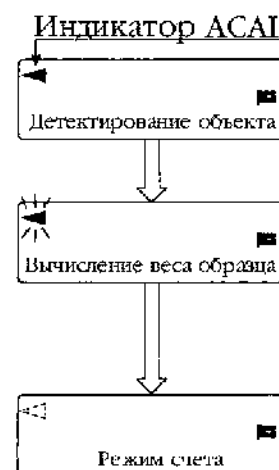 Индикатор ACAI
Детектирование объекта
Вычисление веса образца
Режим счета